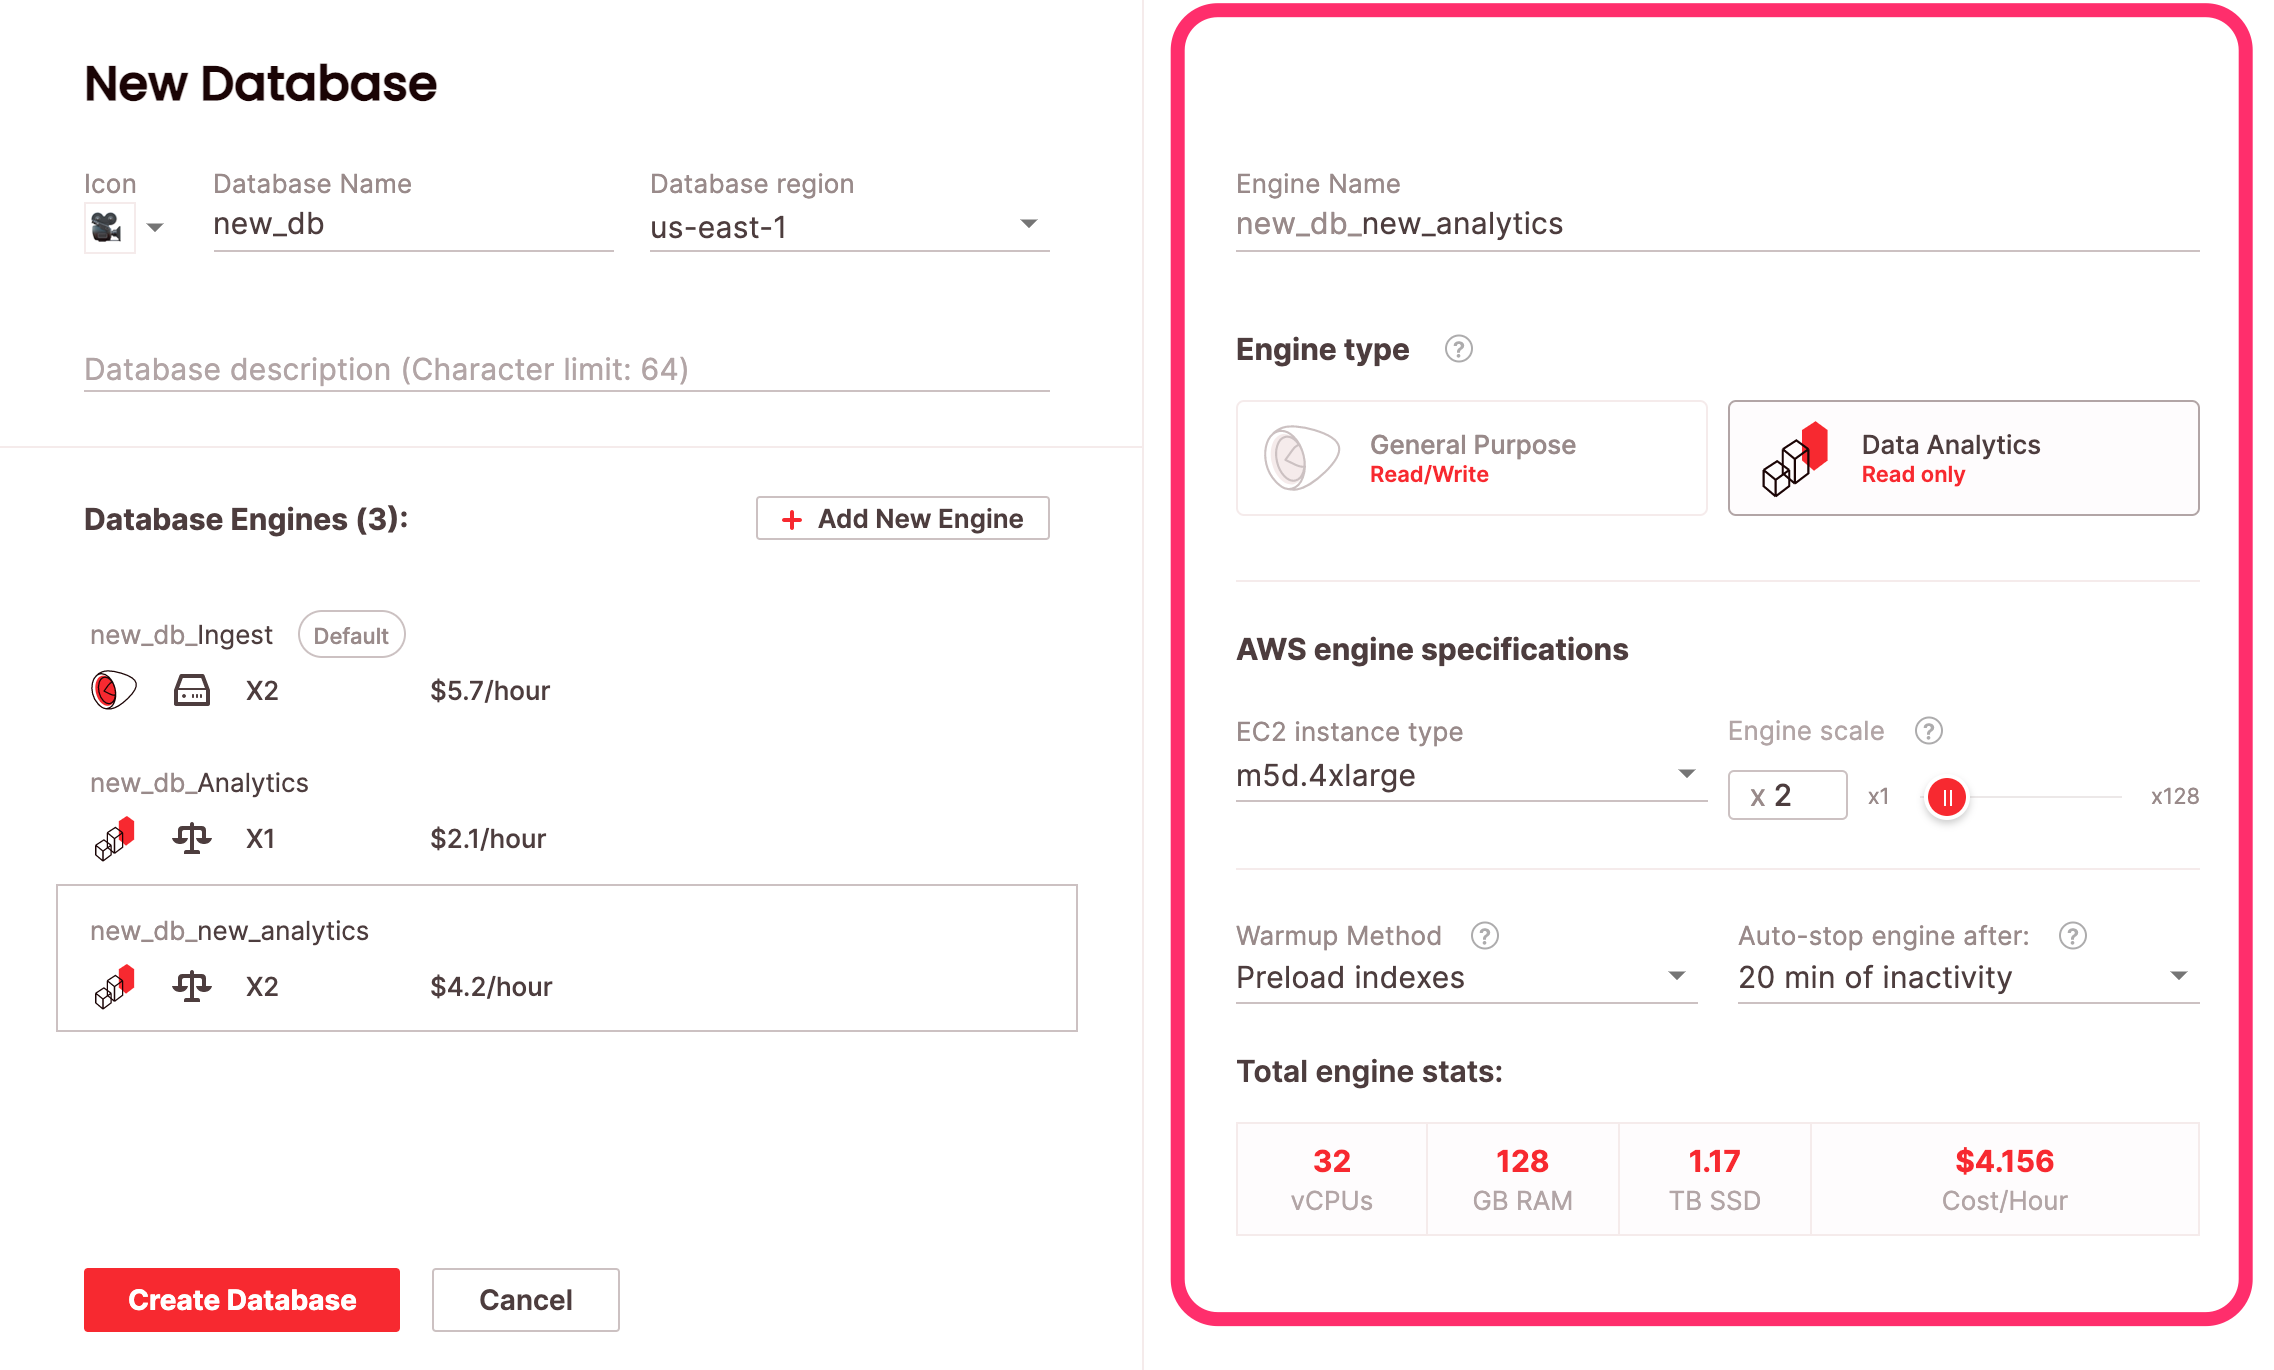 New Database
Icon
Database Name
new_db
Database region
us-east-1
Database description (Character limit: 64)
Database Engines (3):
+ Add New Engine
new_db_Ingest
Default
X2
$5.7/hour
new_db_Analytics
X1
$2.1/hour
new_db_new_analytics
X2
$4.2/hour
Create Database
Cancel
Engine Name
new_db_new_analytics
Engine type ?
General Purpose
Read/Write
Data Analytics
Read only
AWS engine specifications
EC2 instance type
m5d.4xlarge
Engine scale ?
x 2
x1
x128
Warmup Method ?
Preload indexes
Auto-stop engine after: ?
20 min of inactivity
Total engine stats:
32
vCPUs
128
GB RAM
1.17
TB SSD
$4.156
Cost/Hour